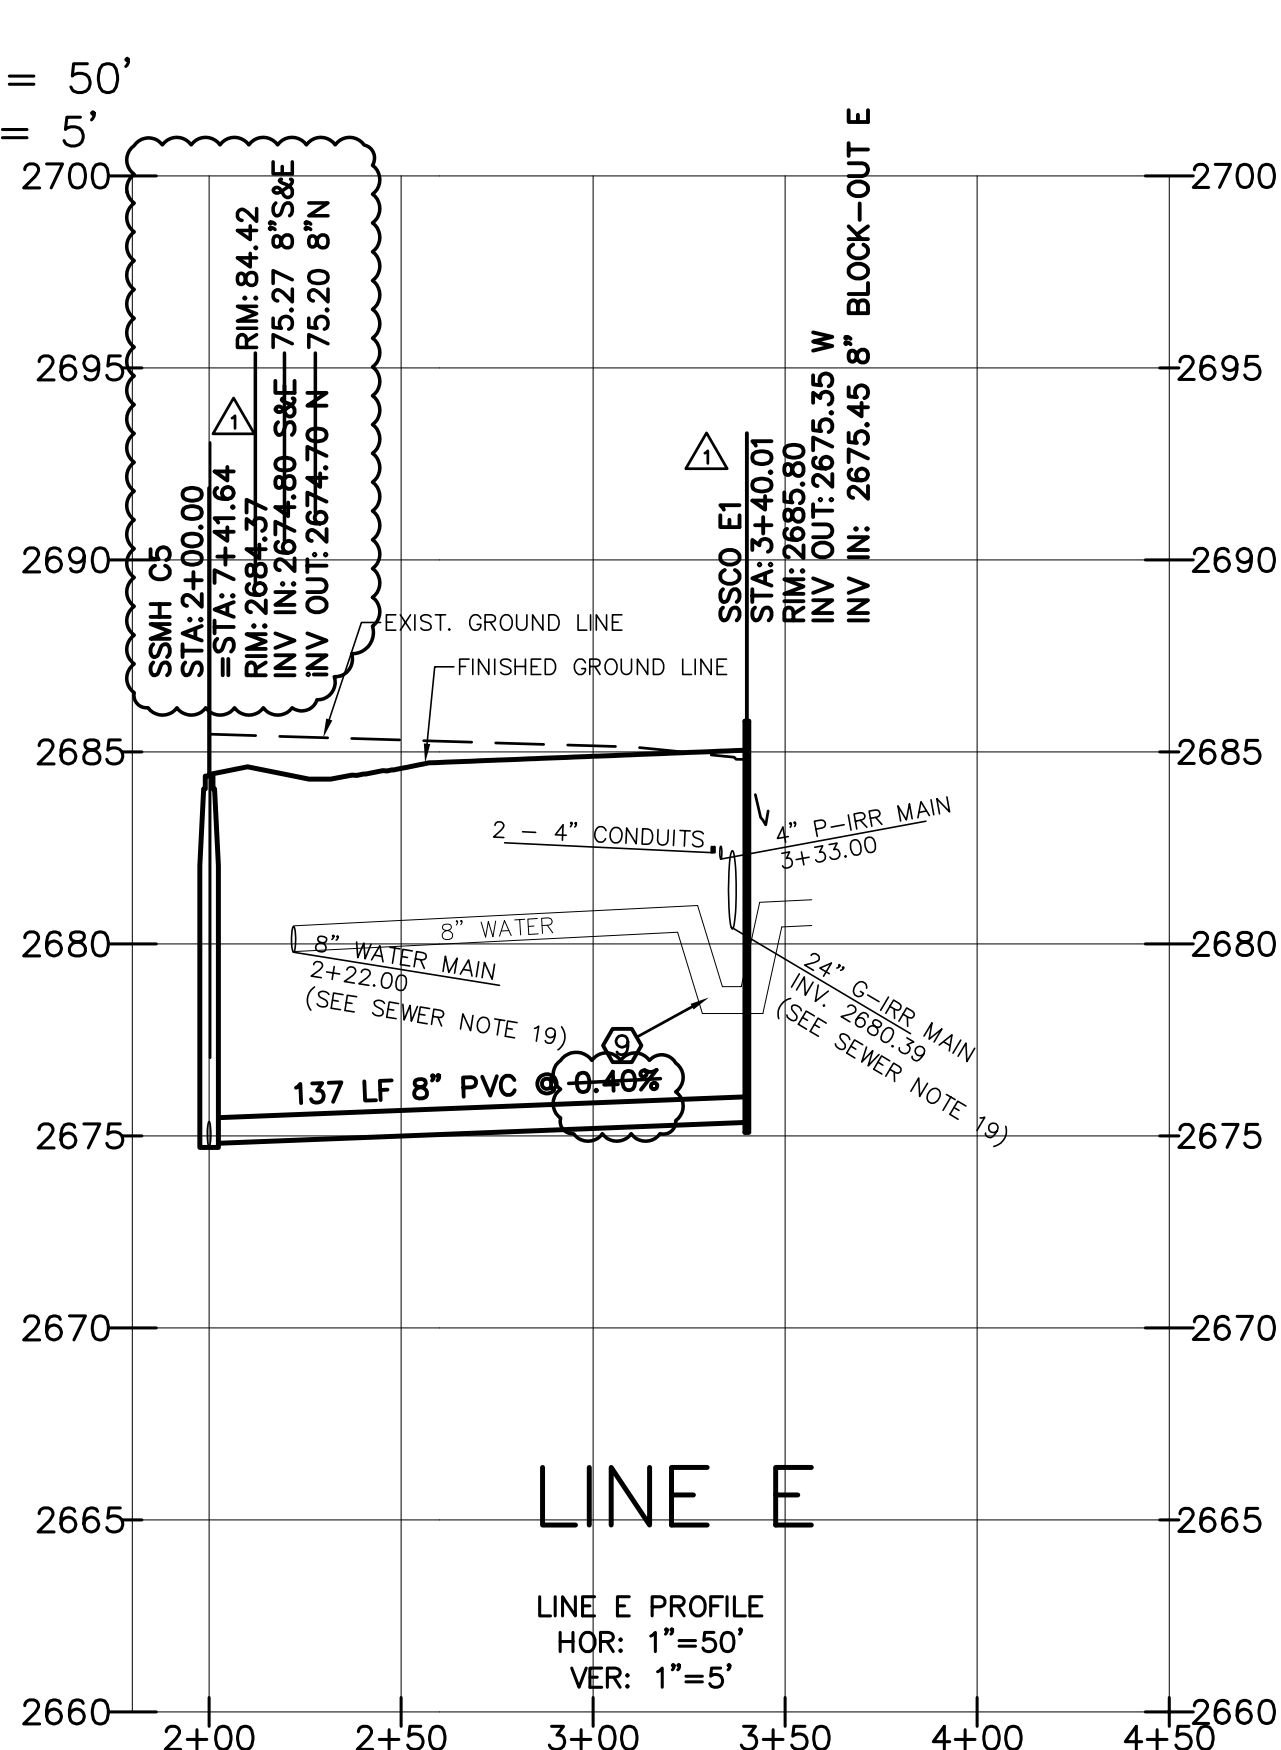 = 50'
= 5'
2700
2695
2690
2685
2680
2675
2670
2665
2660
SSMH C5
STA: 2+00.00
=STA: 7+41.64
RIM: 2684.37
RIM: 84.42
INV IN: 2674.80 S&E
75.27 8"S&E
INV OUT: 2674.70 N
75.20 8"N
1
EXIST. GROUND LINE
FINISHED GROUND LINE
1
SSCO E1
STA: 3+40.01
RIM: 2685.80
INV OUT: 2675.35 W
INV IN: 2675.45 8" BLOCK-OUT E
2 - 4" CONDUITS
4" P-IRR MAIN
3+33.00
8" WATER
8" WATER MAIN
2+22.00
(SEE SEWER NOTE 19)
24" G-IRR MAIN
INV. 2680.39
(SEE SEWER NOTE 19)
9
137 LF 8" PVC @ 0.40%
2700
2695
2690
2685
2680
2675
2670
2665
2660
LINE E
LINE E PROFILE
HOR: 1"=50'
VER: 1"=5'
2+00 2+50 3+00 3+50 4+00 4+50